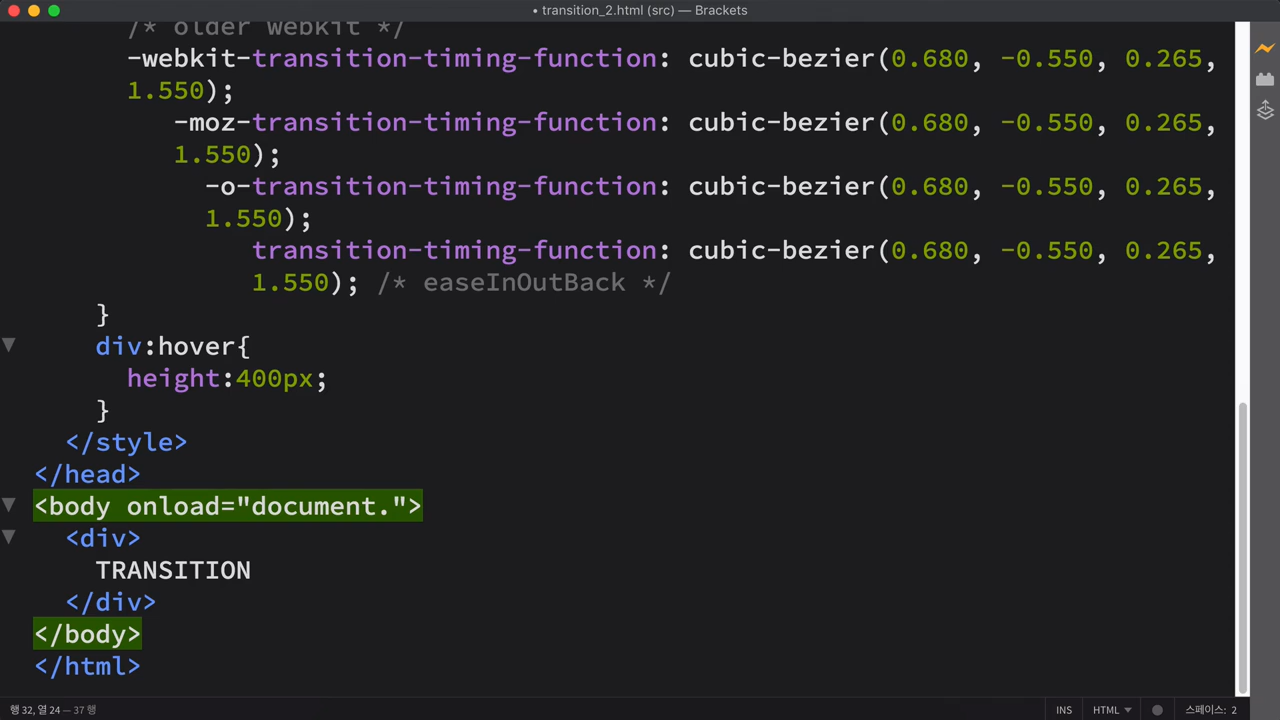 • transition_2.html (src) — Brackets
/* older webkit */
-webkit-transition-timing-function: cubic-bezier(0.680, -0.550, 0.265,
1.550);
-moz-transition-timing-function: cubic-bezier(0.680, -0.550, 0.265,
1.550);
-o-transition-timing-function: cubic-bezier(0.680, -0.550, 0.265,
1.550);
transition-timing-function: cubic-bezier(0.680, -0.550, 0.265,
1.550); /* easeInOutBack */
}
div:hover{
height:400px;
}
</style>
</head>
<body onload="document.">
<div>
TRANSITION
</div>
</body>
</html>
행 32, 열 24 — 37 행
INS
HTML
스페이스: 2